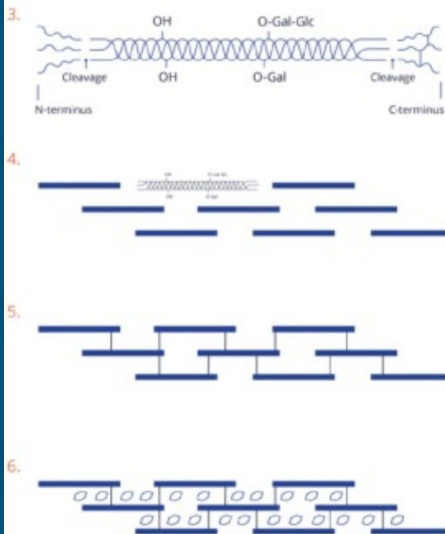 3.
OH O-Gal-Glc
OH O-Gal
Cleavage Cleavage
N-terminus C-terminus
4.
5.
6.